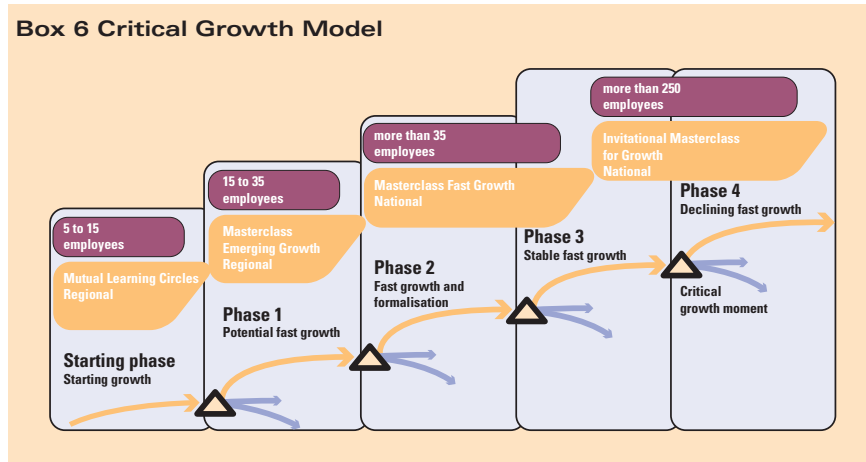 Box 6 Critical Growth Model
5 to 15
employees
Mutual Learning Circles
Regional
Starting phase
Starting growth
15 to 35
employees
Masterclass
Emerging Growth
Regional
Phase 1
Potential fast growth
more than 35
employees
Masterclass Fast Growth
National
Phase 2
Fast growth and
formalisation
Phase 3
Stable fast growth
more than 250
employees
Invitational Masterclass
for Growth
National
Phase 4
Declining fast growth
Critical
growth moment